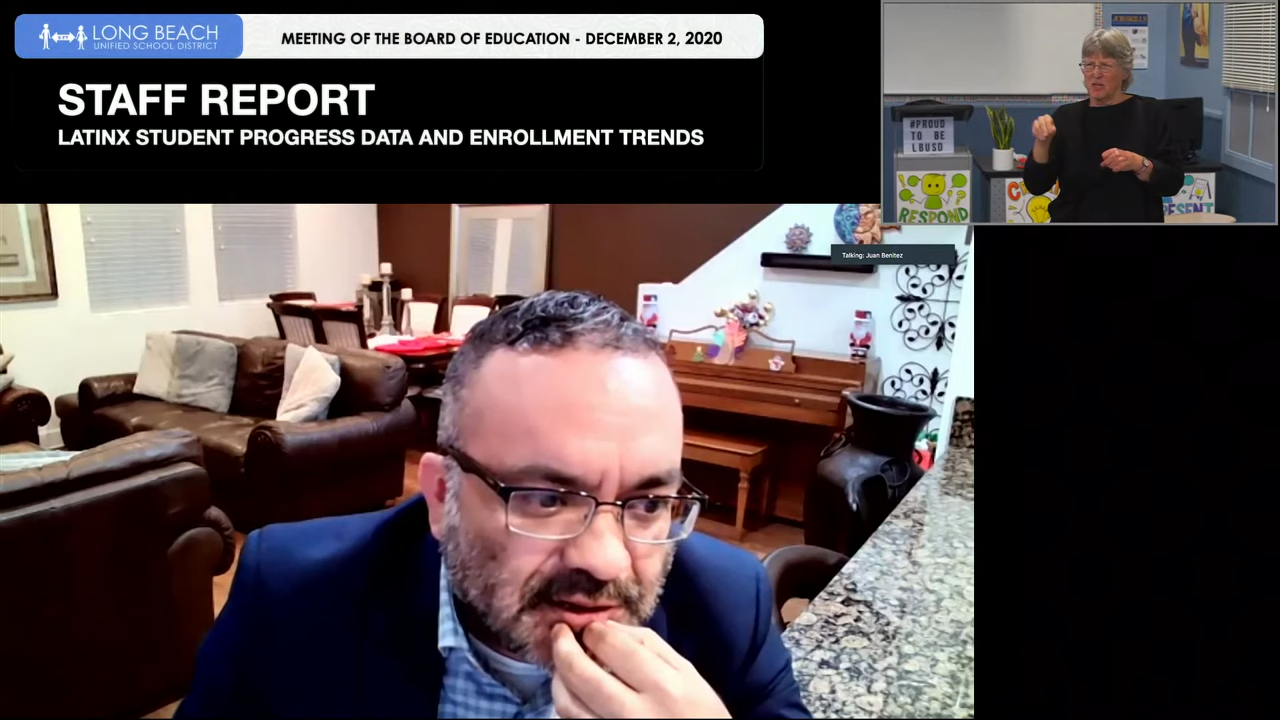 LONG BEACH
UNIFIED SCHOOL DISTRICT
MEETING OF THE BOARD OF EDUCATION - DECEMBER 2, 2020
STAFF REPORT
LATINX STUDENT PROGRESS DATA AND ENROLLMENT TRENDS
#PROUD
TO BE
LBUSD
RESPOND
Talking: Juan Benitez